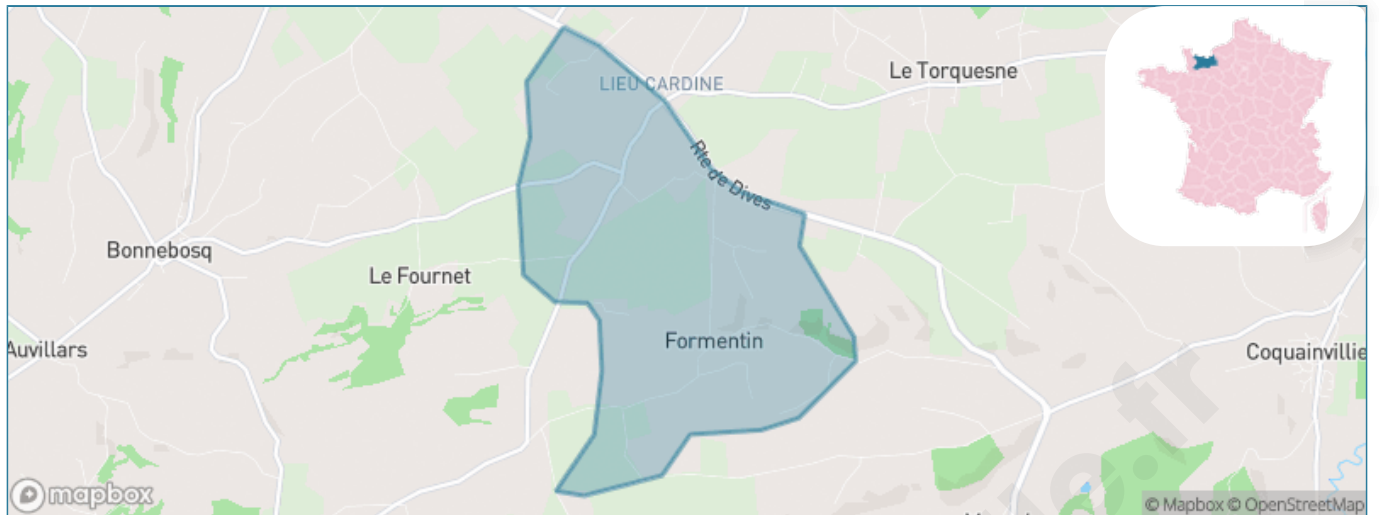 LIEU CARDINE
Le Torquesne
Rte de Dives
Bonnebosq
Le Fournet
Formentin
Auvillars
Coquainvillie
mapbox
© Mapbox © OpenStreetMap